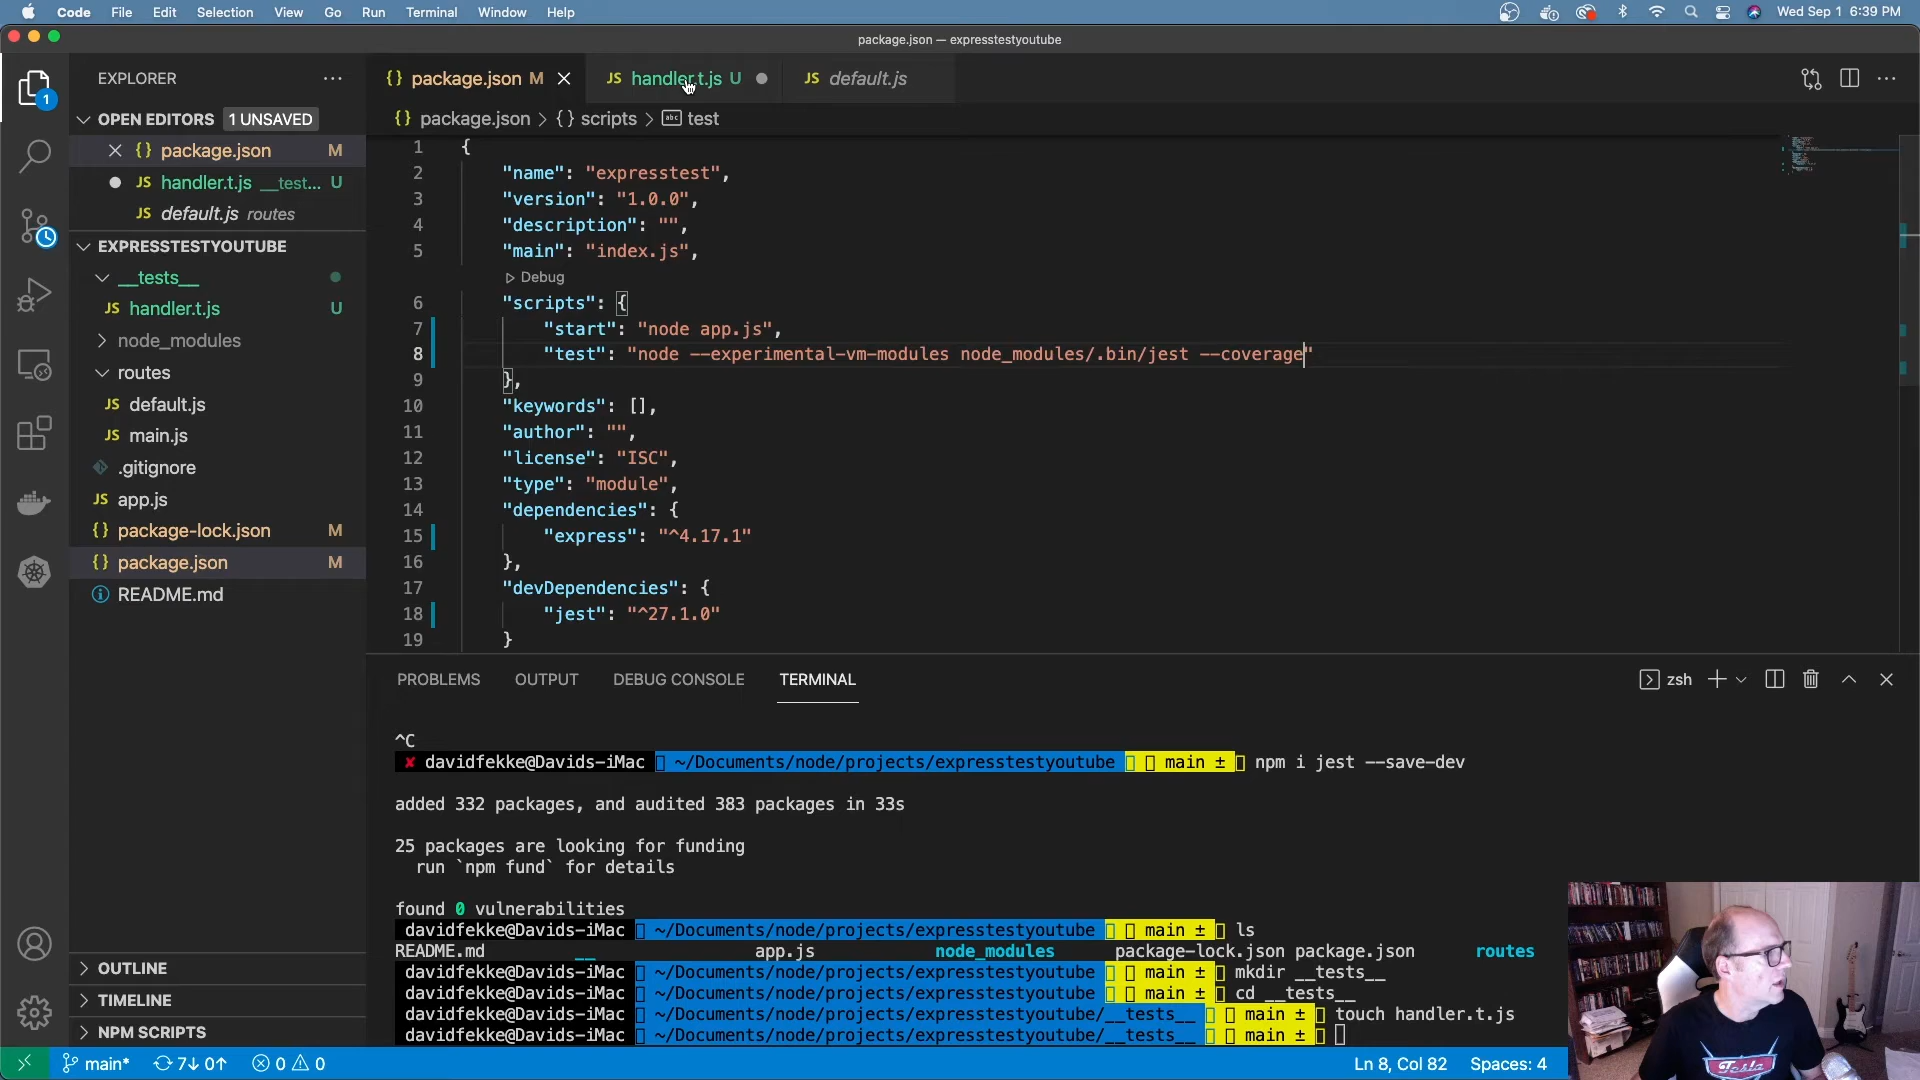 Code File Edit Selection View Go Run Terminal Window Help
Wed Sep 1 6:39 PM
package.json — expresstestyoutube
EXPLORER
{} package.json M
JS handler.t.js U
JS default.js
OPEN EDITORS 1 UNSAVED
{} package.json M
JS handler.t.js __test... U
JS default.js routes
EXPRESSTESTYOUTUBE
__tests__
JS handler.t.js U
node_modules
routes
JS default.js
JS main.js
.gitignore
JS app.js
{} package-lock.json M
{} package.json M
README.md
OUTLINE
TIMELINE
NPM SCRIPTS
1
{} package.json > {} scripts > abc test
1 {
2 "name": "expresstest",
3 "version": "1.0.0",
4 "description": "",
5 "main": "index.js",
Debug
6 "scripts": {
7 "start": "node app.js",
8 "test": "node --experimental-vm-modules node_modules/.bin/jest --coverage"
9 },
10 "keywords": [],
11 "author": "",
12 "license": "ISC",
13 "type": "module",
14 "dependencies": {
15 "express": "^4.17.1"
16 },
17 "devDependencies": {
18 "jest": "^27.1.0"
19 }
PROBLEMS OUTPUT DEBUG CONSOLE TERMINAL
zsh
^C
✘ davidfekke@Davids-iMac ~/Documents/node/projects/expresstestyoutube main ± npm i jest --save-dev
added 332 packages, and audited 383 packages in 33s
25 packages are looking for funding
run `npm fund` for details
found 0 vulnerabilities
davidfekke@Davids-iMac ~/Documents/node/projects/expresstestyoutube main ± ls
README.md __ app.js node_modules package-lock.json package.json routes
davidfekke@Davids-iMac ~/Documents/node/projects/expresstestyoutube main ± mkdir __tests__
davidfekke@Davids-iMac ~/Documents/node/projects/expresstestyoutube main ± cd __tests__
davidfekke@Davids-iMac ~/Documents/node/projects/expresstestyoutube/__tests__ main ± touch handler.t.js
davidfekke@Davids-iMac ~/Documents/node/projects/expresstestyoutube/__tests__ main ±
main* 7↓ 0↑ 0 0
Ln 8, Col 82 Spaces: 4
Tesla